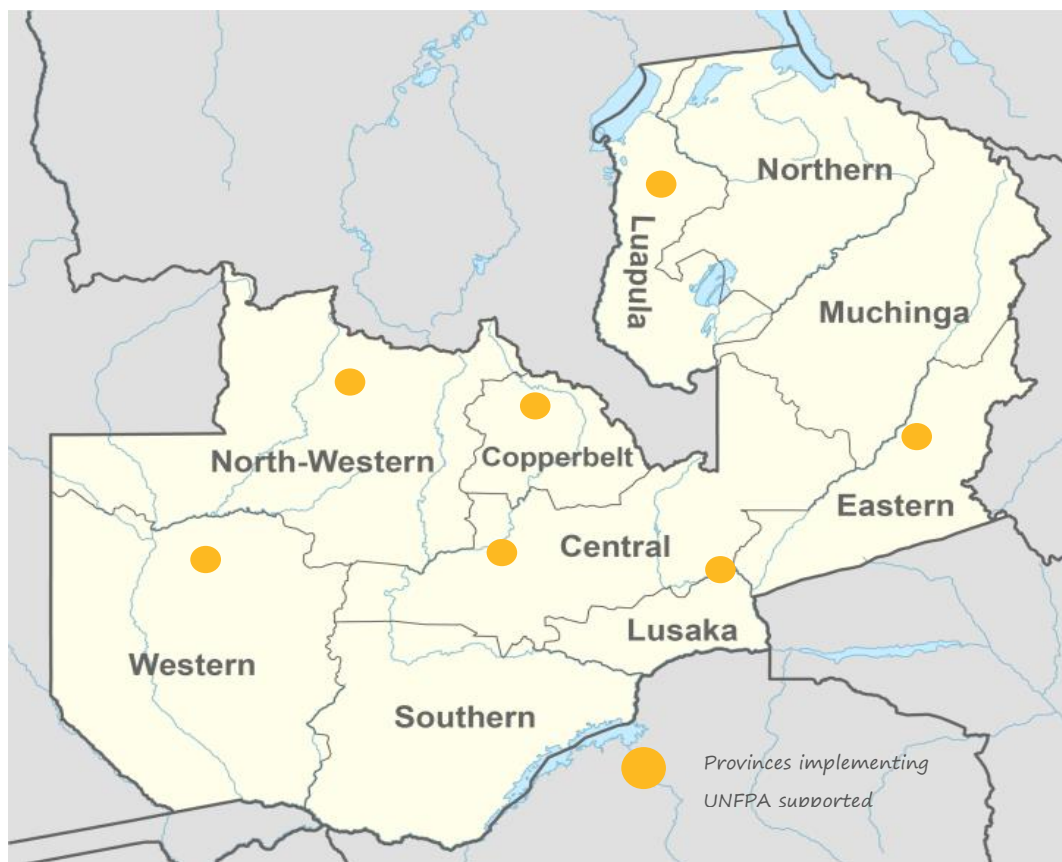 Northern
Luapula
Muchinga
North-Western
Copperbelt
Eastern
Central
Lusaka
Western
Southern
Provinces implementing
UNFPA supported